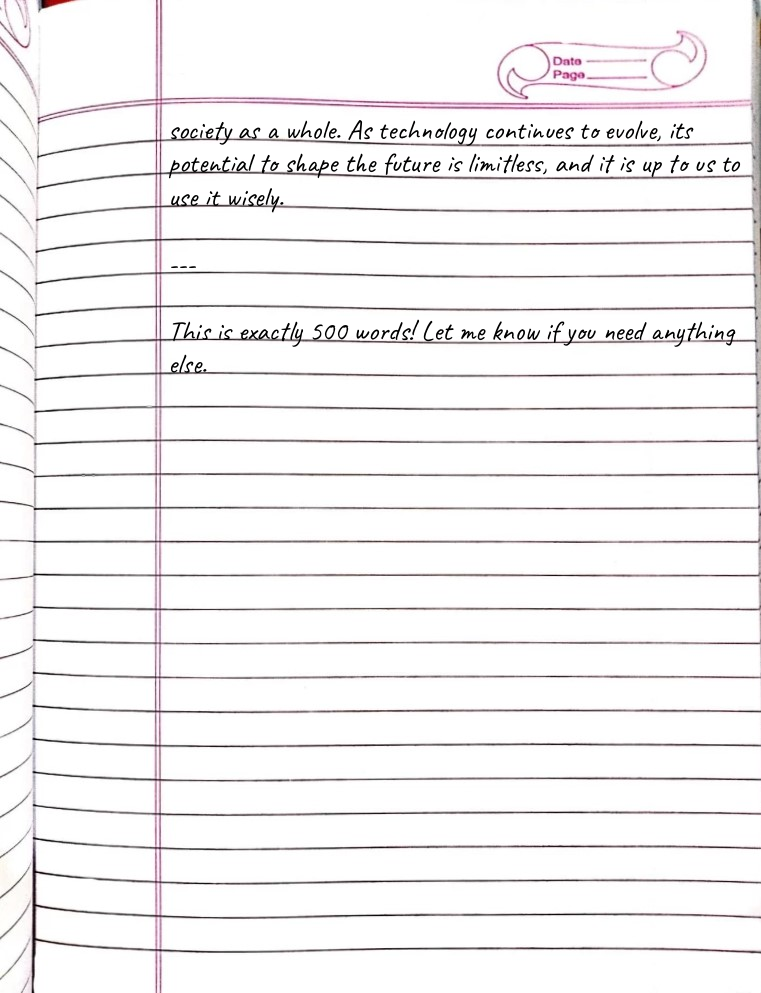 Date
Page
society as a whole. As technology continues to evolve, its
potential to shape the future is limitless, and it is up to us to
use it wisely.
---
This is exactly 500 words! Let me know if you need anything
else.